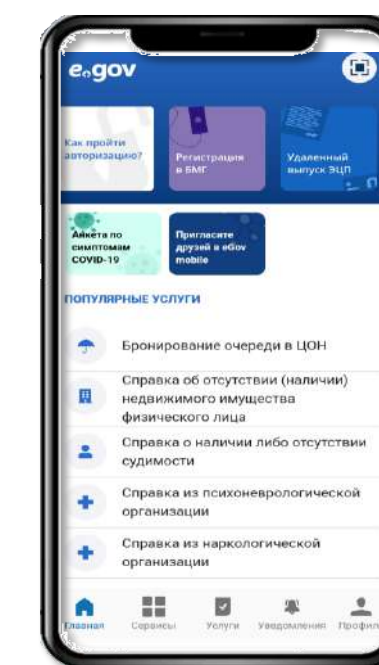 e.gov
Как пройти
авторизацию?
Регистрация
в БМГ
Удаленный
выпуск ЭЦП
Анкета по
симптомам
COVID-19
Пригласите
друзей в eGov
mobile
ПОПУЛЯРНЫЕ УСЛУГИ
Бронирование очереди в ЦОН
Справка об отсутствии (наличии)
недвижимого имущества
физического лица
Справка о наличии либо отсутствии
судимости
Справка из психоневрологической
организации
Справка из наркологической
организации
Главная Сервисы Услуги Уведомления Профил